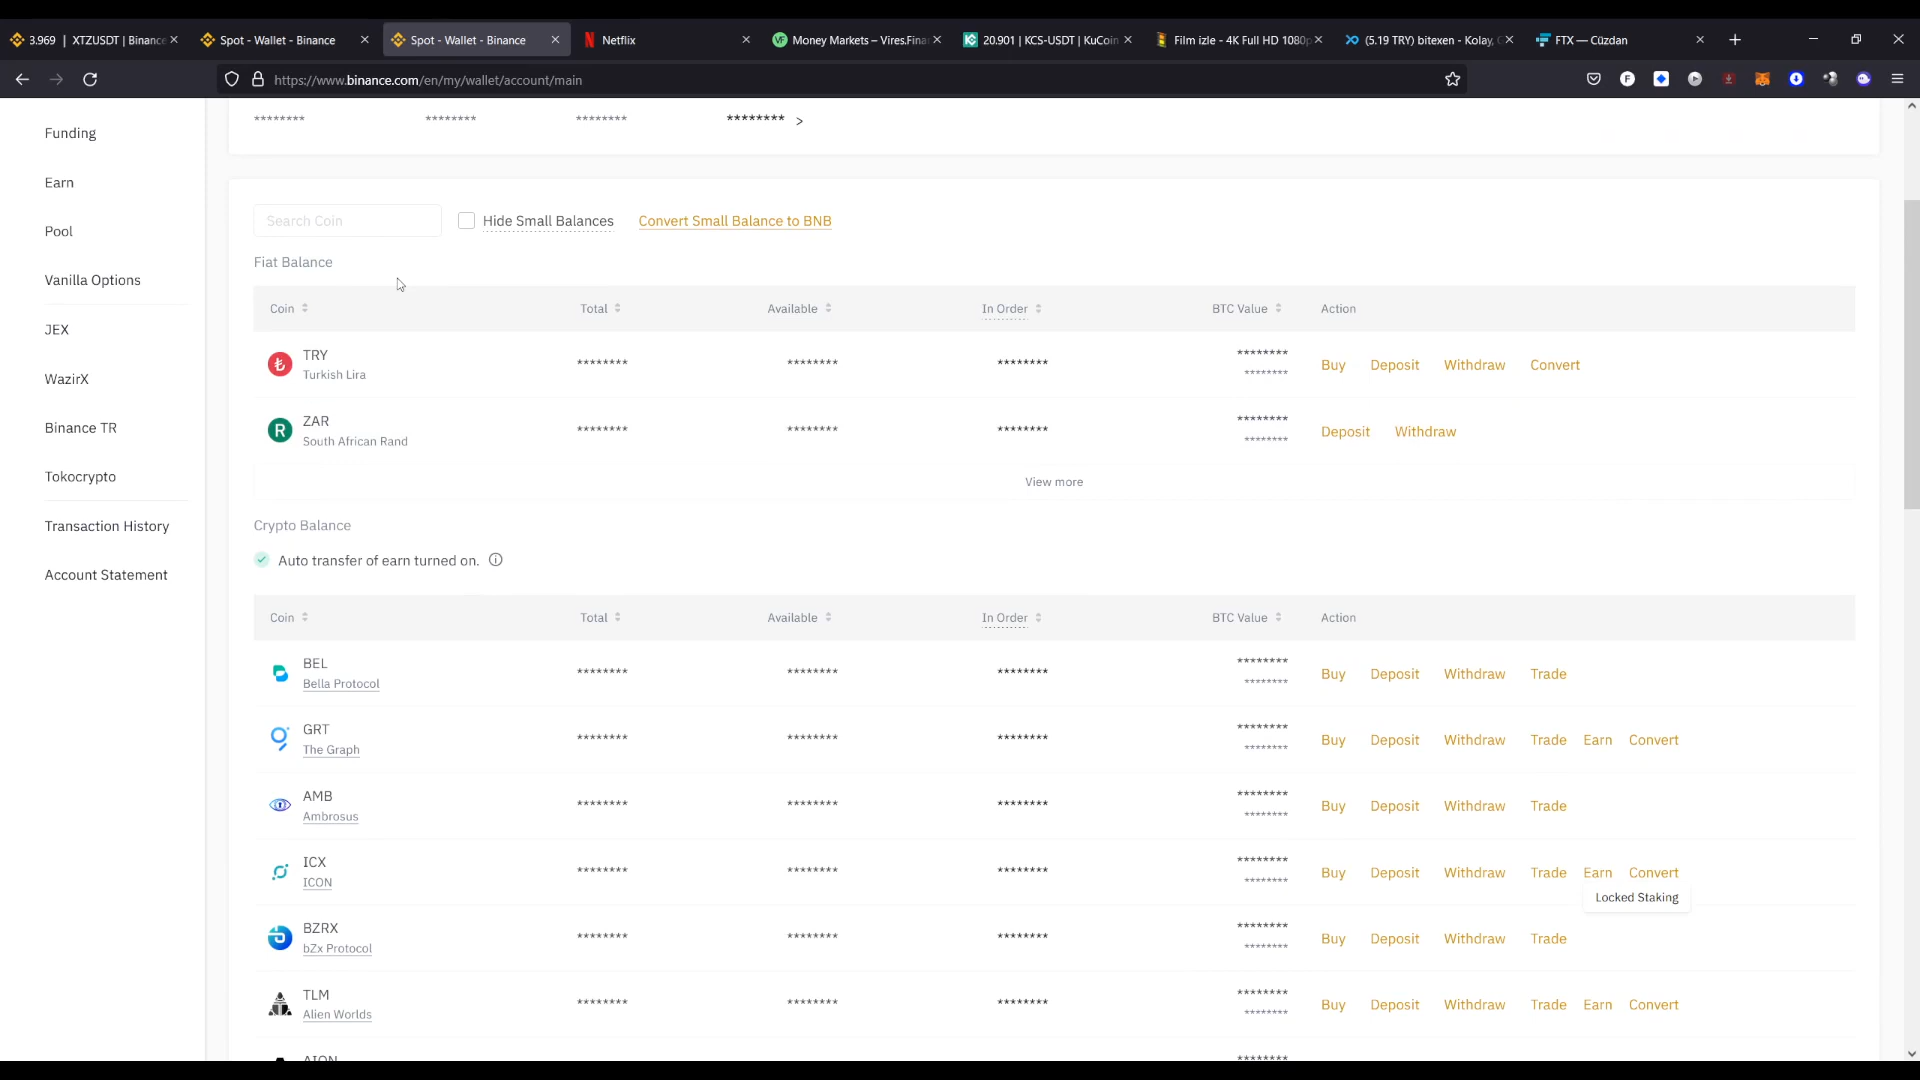 3.969 | XTZUSDT | Binance
Spot - Wallet - Binance
Spot - Wallet - Binance
Netflix
Money Markets – Vires.Finan
20.901 | KCS-USDT | KuCoin
Film izle - 4K Full HD 1080p
(5.19 TRY) bitexen - Kolay,
FTX — Cüzdan
https://www.binance.com/en/my/wallet/account/main
******** ******** ******** ******** >
Funding
Earn
Pool
Vanilla Options
JEX
WazirX
Binance TR
Tokocrypto
Transaction History
Account Statement
Search Coin
Hide Small Balances
Convert Small Balance to BNB
Fiat Balance
Coin Total Available In Order BTC Value Action
TRY ******** ******** ******** ******** Buy Deposit Withdraw Convert
Turkish Lira ********
ZAR ******** ******** ******** ******** Deposit Withdraw
South African Rand ********
View more
Crypto Balance
Auto transfer of earn turned on.
Coin Total Available In Order BTC Value Action
BEL ******** ******** ******** ******** Buy Deposit Withdraw Trade
Bella Protocol ********
GRT ******** ******** ******** ******** Buy Deposit Withdraw Trade Earn Convert
The Graph ********
AMB ******** ******** ******** ******** Buy Deposit Withdraw Trade
Ambrosus ********
ICX ******** ******** ******** ******** Buy Deposit Withdraw Trade Earn Convert
ICON ********
Locked Staking
BZRX ******** ******** ******** ******** Buy Deposit Withdraw Trade
bZx Protocol ********
TLM ******** ******** ******** ******** Buy Deposit Withdraw Trade Earn Convert
Alien Worlds ********
AION ********